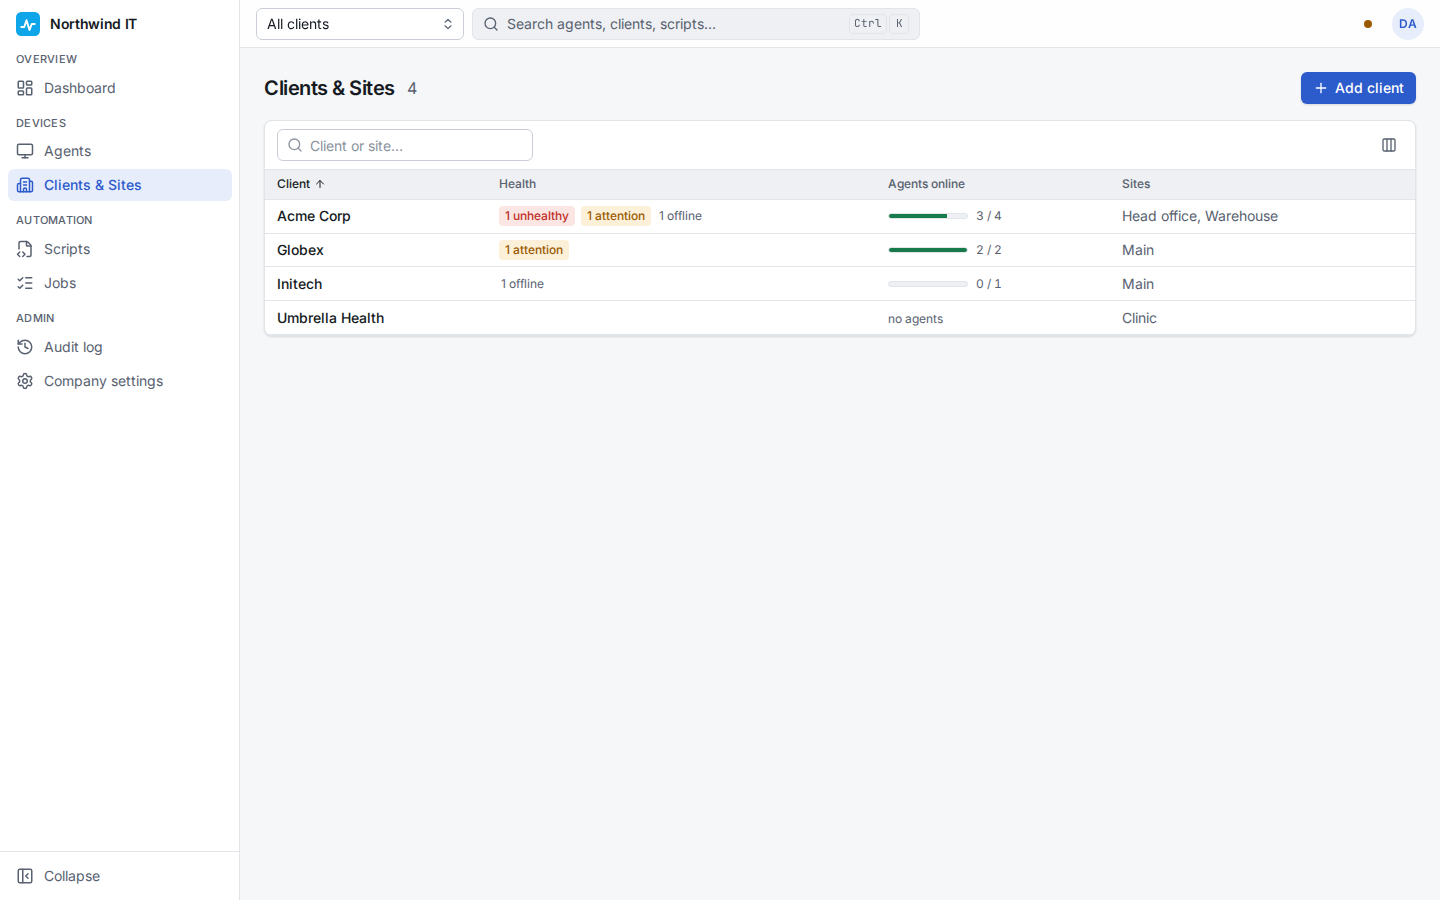 Northwind IT
OVERVIEW
Dashboard
DEVICES
Agents
Clients & Sites
AUTOMATION
Scripts
Jobs
ADMIN
Audit log
Company settings
Collapse
All clients
Search agents, clients, scripts...
Ctrl K
DA
Clients & Sites 4
Add client
Client or site...
Client Health Agents online Sites
Acme Corp 1 unhealthy 1 attention 1 offline 3 / 4 Head office, Warehouse
Globex 1 attention 2 / 2 Main
Initech 1 offline 0 / 1 Main
Umbrella Health no agents Clinic